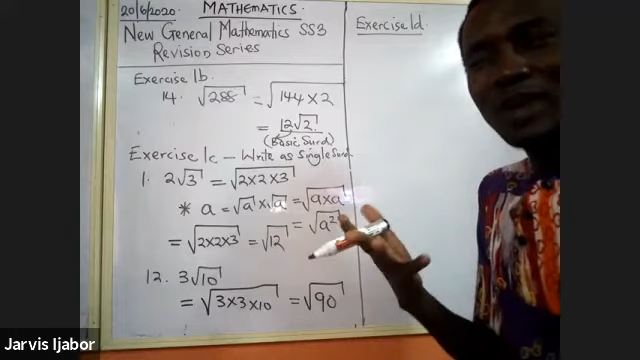 20/6/2020 MATHEMATICS.
New General Mathematics SS3
Revision Series
Exercise 1b.
14. √288 = √144 × 2
= 12√2.
(Basic Surd)
Exercise 1c - Write as Single Surd.
1. 2√3 = √2×2×3
* a = √a × √a = √a×a
= √a²
= √2×2×3 = √12
12. 3√10
= √3×3×10 = √90
Exercise 1d.
Jarvis Ijabor